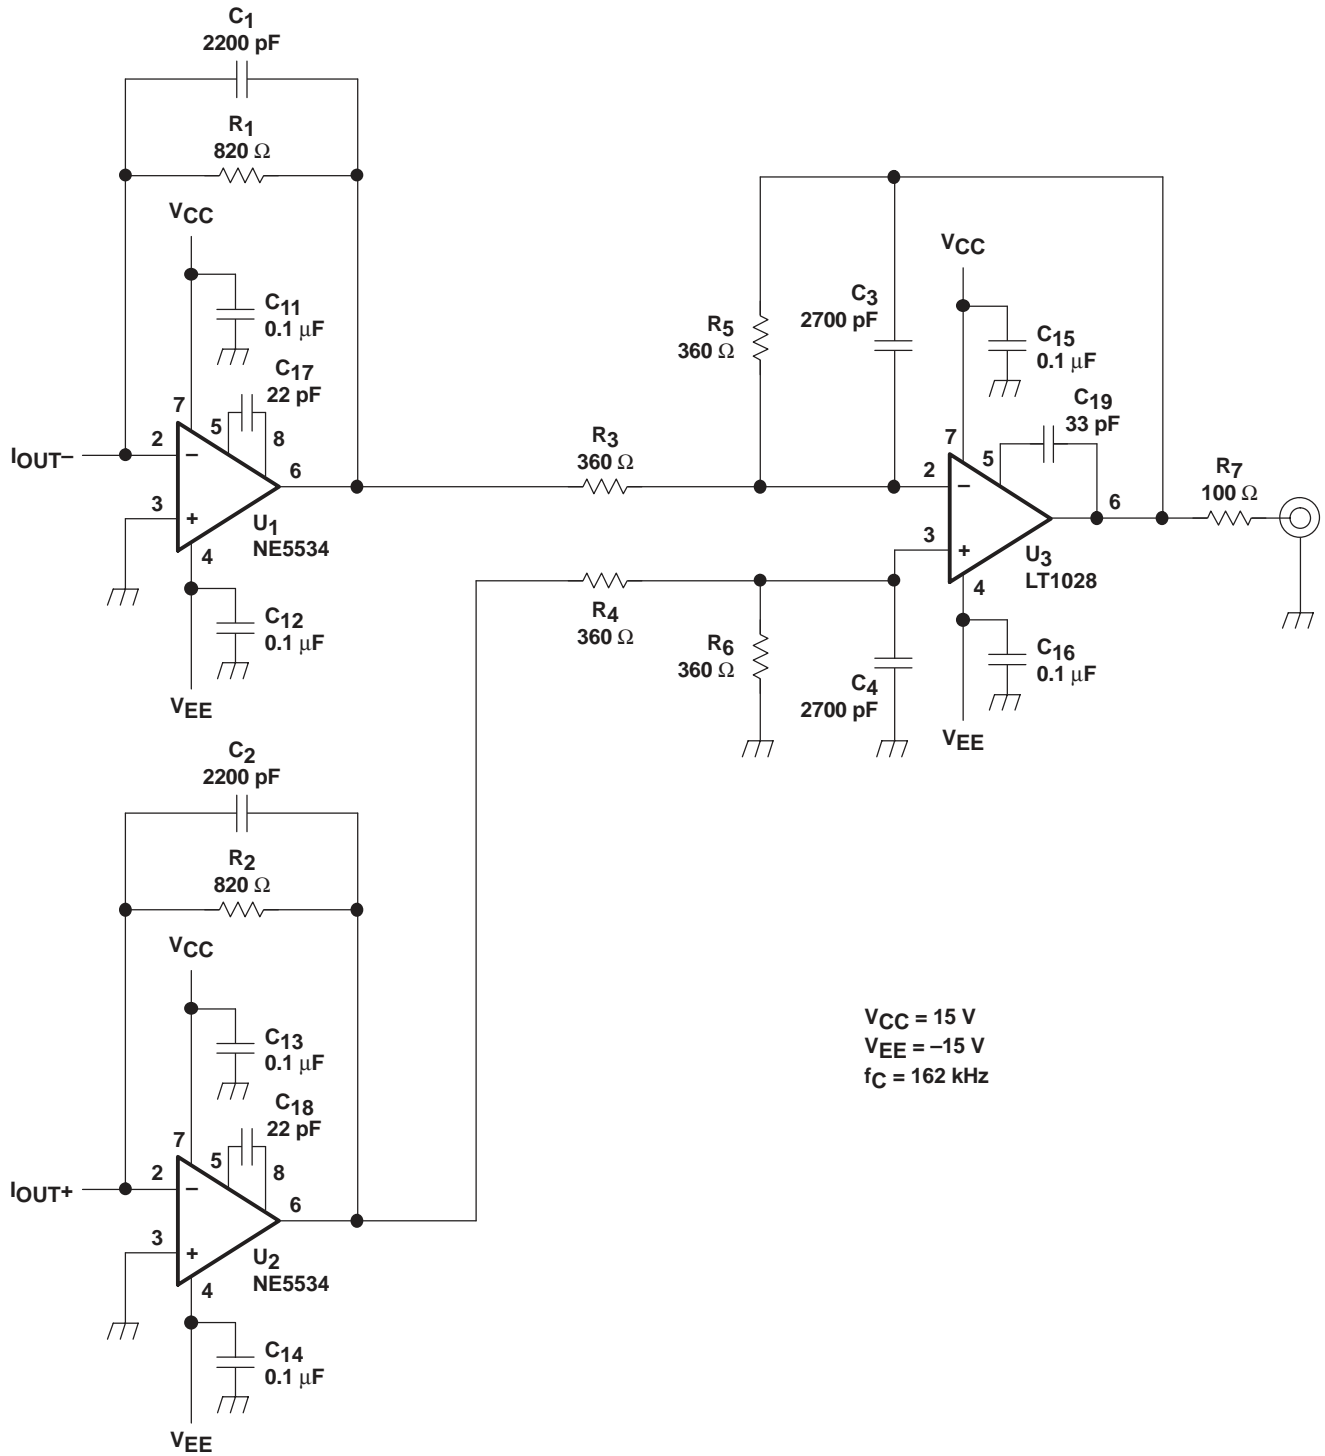 C1
2200 pF
R1
820 Ω
VCC
C11
0.1 μF
C17
22 pF
7
5
8
2
–
6
IOUT–
3
+
U1
NE5534
4
C12
0.1 μF
VEE
R3
360 Ω
R5
360 Ω
C3
2700 pF
VCC
C15
0.1 μF
C19
33 pF
7
5
2
–
6
R7
100 Ω
3
+
U3
LT1028
4
R4
360 Ω
R6
360 Ω
C4
2700 pF
C16
0.1 μF
VEE
C2
2200 pF
R2
820 Ω
VCC
C13
0.1 μF
C18
22 pF
7
5
8
2
–
6
IOUT+
3
+
U2
NE5534
4
C14
0.1 μF
VEE
VCC = 15 V
VEE = –15 V
fC = 162 kHz